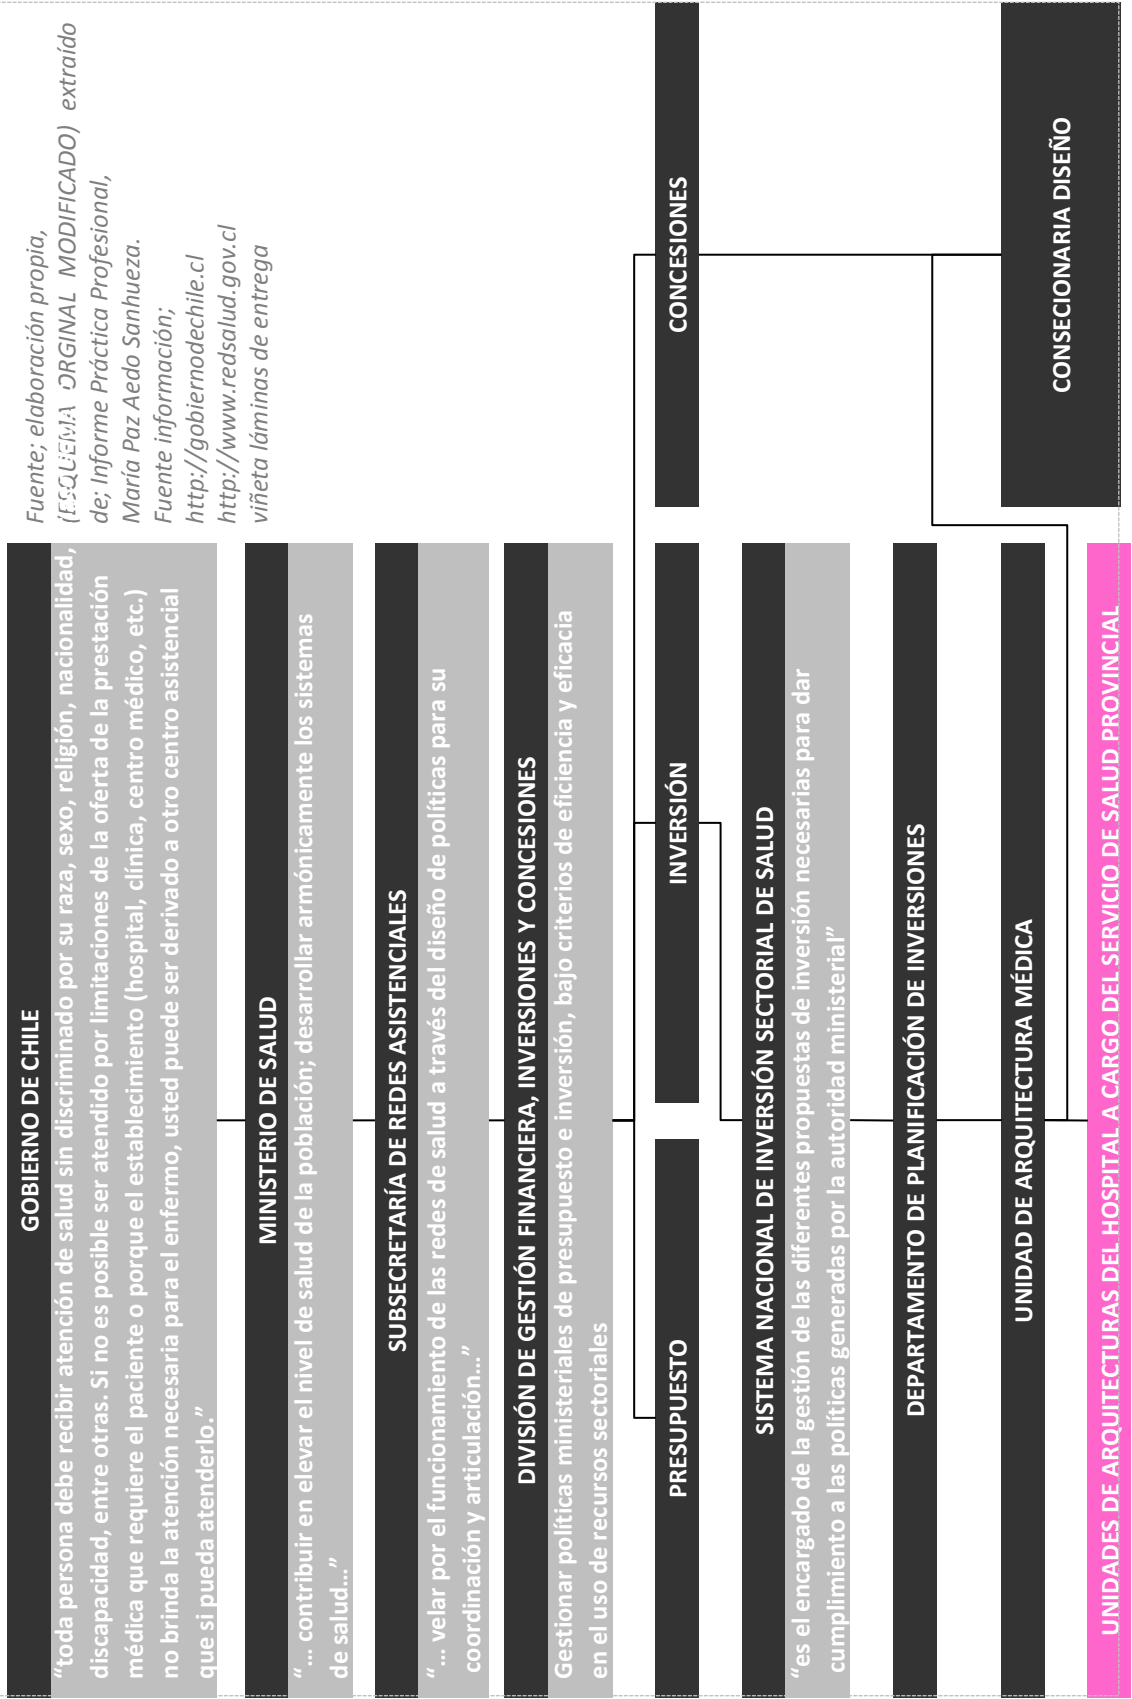 GOBIERNO DE CHILE
“toda persona debe recibir atención de salud sin discriminado por su raza, sexo, religión, nacionalidad,
discapacidad, entre otras. Si no es posible ser atendido por limitaciones de la oferta de la prestación
médica que requiere el paciente o porque el establecimiento (hospital, clínica, centro médico, etc.)
no brinda la atención necesaria para el enfermo, usted puede ser derivado a otro centro asistencial
que si pueda atenderlo.”
Fuente; elaboración propia,
(ESQUEMA ORGINAL MODIFICADO) extraído
de; Informe Práctica Profesional,
María Paz Aedo Sanhueza.
Fuente información;
http://gobiernodechile.cl
http://www.redsalud.gov.cl
viñeta láminas de entrega
MINISTERIO DE SALUD
“... contribuir en elevar el nivel de salud de la población; desarrollar armónicamente los sistemas
de salud...”
SUBSECRETARÍA DE REDES ASISTENCIALES
“... velar por el funcionamiento de las redes de salud a través del diseño de políticas para su
coordinación y articulación...”
DIVISIÓN DE GESTIÓN FINANCIERA, INVERSIONES Y CONCESIONES
Gestionar políticas ministeriales de presupuesto e inversión, bajo criterios de eficiencia y eficacia
en el uso de recursos sectoriales
PRESUPUESTO
INVERSIÓN
CONCESIONES
SISTEMA NACIONAL DE INVERSIÓN SECTORIAL DE SALUD
“es el encargado de la gestión de las diferentes propuestas de inversión necesarias para dar
cumplimiento a las políticas generadas por la autoridad ministerial”
DEPARTAMENTO DE PLANIFICACIÓN DE INVERSIONES
UNIDAD DE ARQUITECTURA MÉDICA
CONSECIONARIA DISEÑO
UNIDADES DE ARQUITECTURAS DEL HOSPITAL A CARGO DEL SERVICIO DE SALUD PROVINCIAL